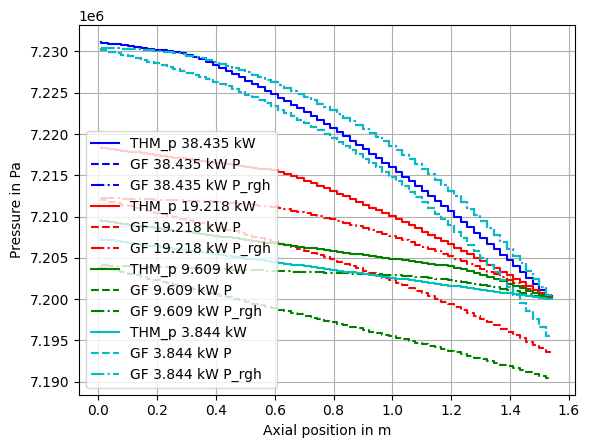 1e6
7.230
7.225
7.220
7.215
7.210
7.205
7.200
7.195
7.190
Pressure in Pa
THM_p 38.435 kW
GF 38.435 kW P
GF 38.435 kW P_rgh
THM_p 19.218 kW
GF 19.218 kW P
GF 19.218 kW P_rgh
THM_p 9.609 kW
GF 9.609 kW P
GF 9.609 kW P_rgh
THM_p 3.844 kW
GF 3.844 kW P
GF 3.844 kW P_rgh
0.0 0.2 0.4 0.6 0.8 1.0 1.2 1.4 1.6
Axial position in m